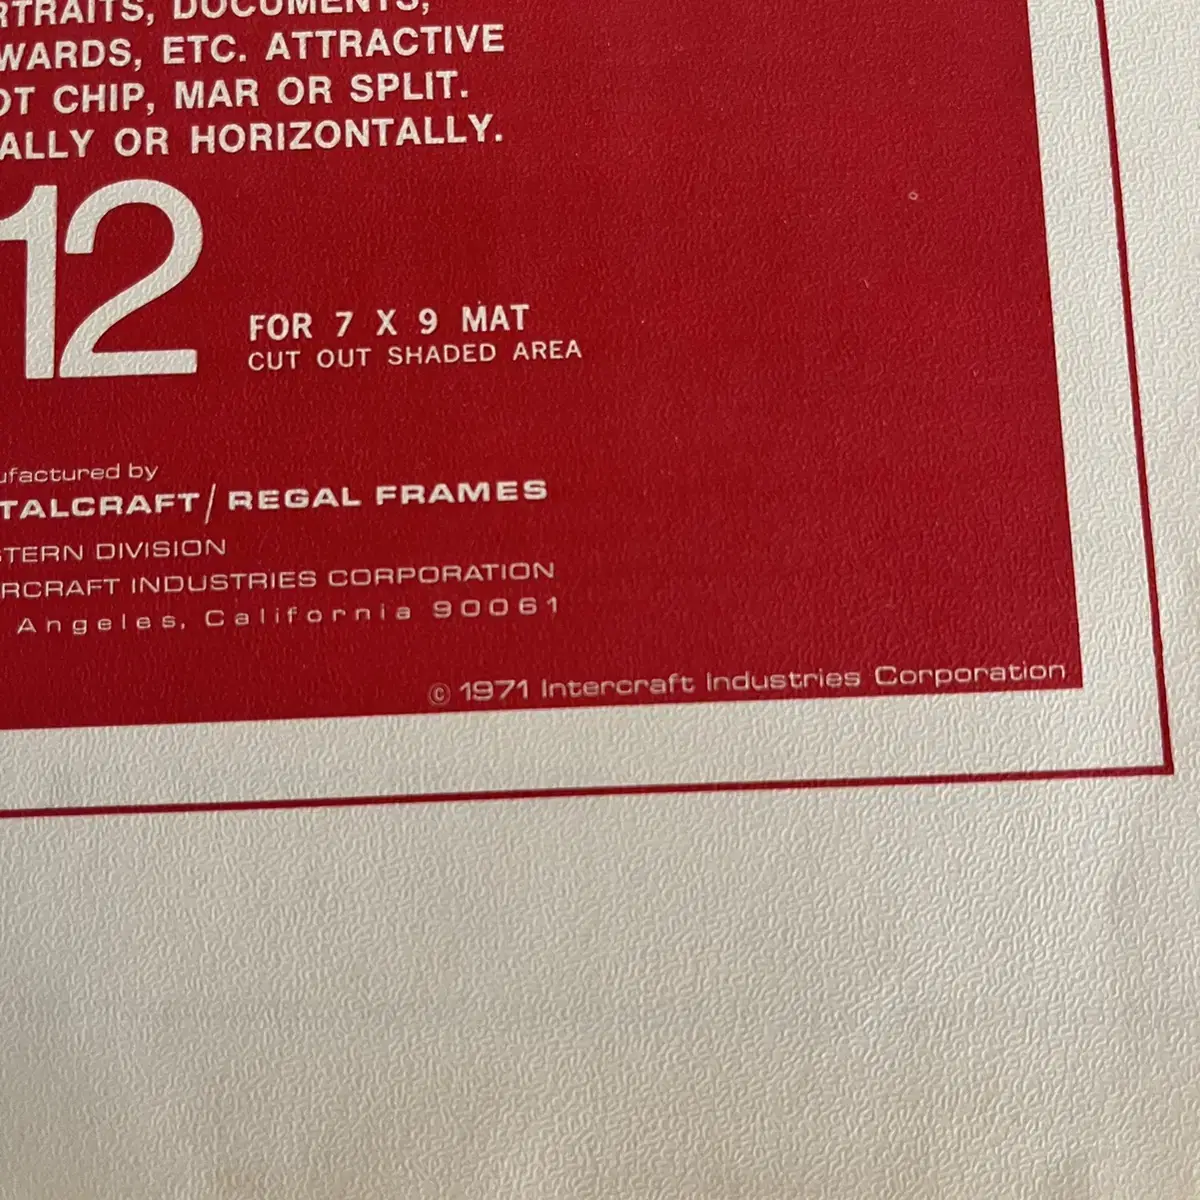 RTRAITS, DOCUMENTS,
WARDS, ETC. ATTRACTIVE
OT CHIP, MAR OR SPLIT.
ALLY OR HORIZONTALLY.
12
FOR 7 X 9 MAT
CUT OUT SHADED AREA
ufactured by
TALCRAFT/REGAL FRAMES
STERN DIVISION
RCRAFT INDUSTRIES CORPORATION
Angeles, California 90061
© 1971 Intercraft Industries Corporation